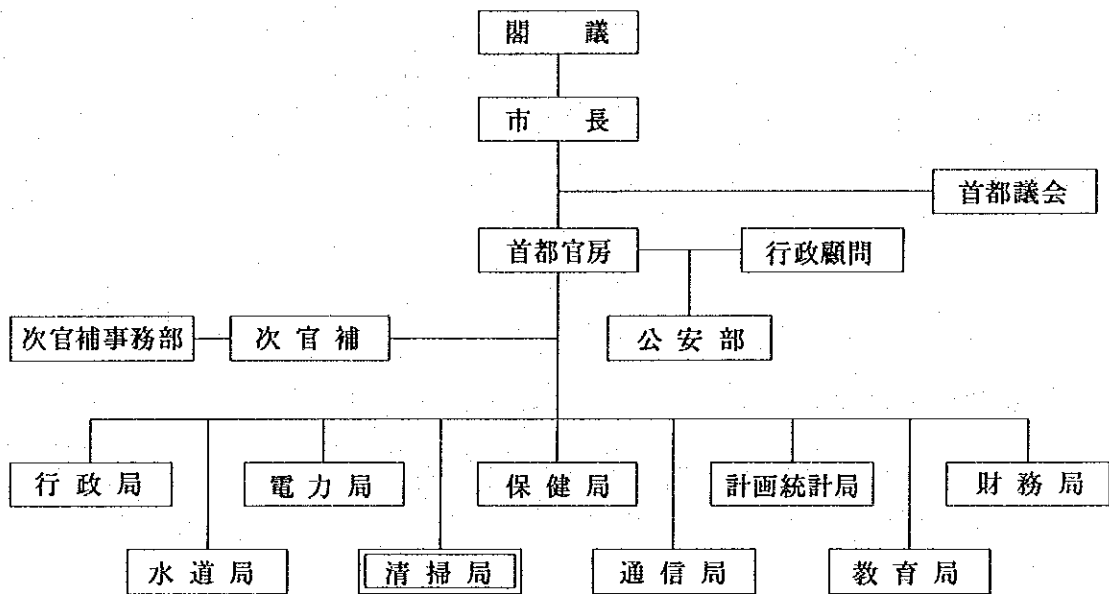 閣議
市長
首都議会
首都官房
行政顧問
次官補事務部
次官補
公安部
行政局
電力局
保健局
計画統計局
財務局
水道局
清掃局
通信局
教育局